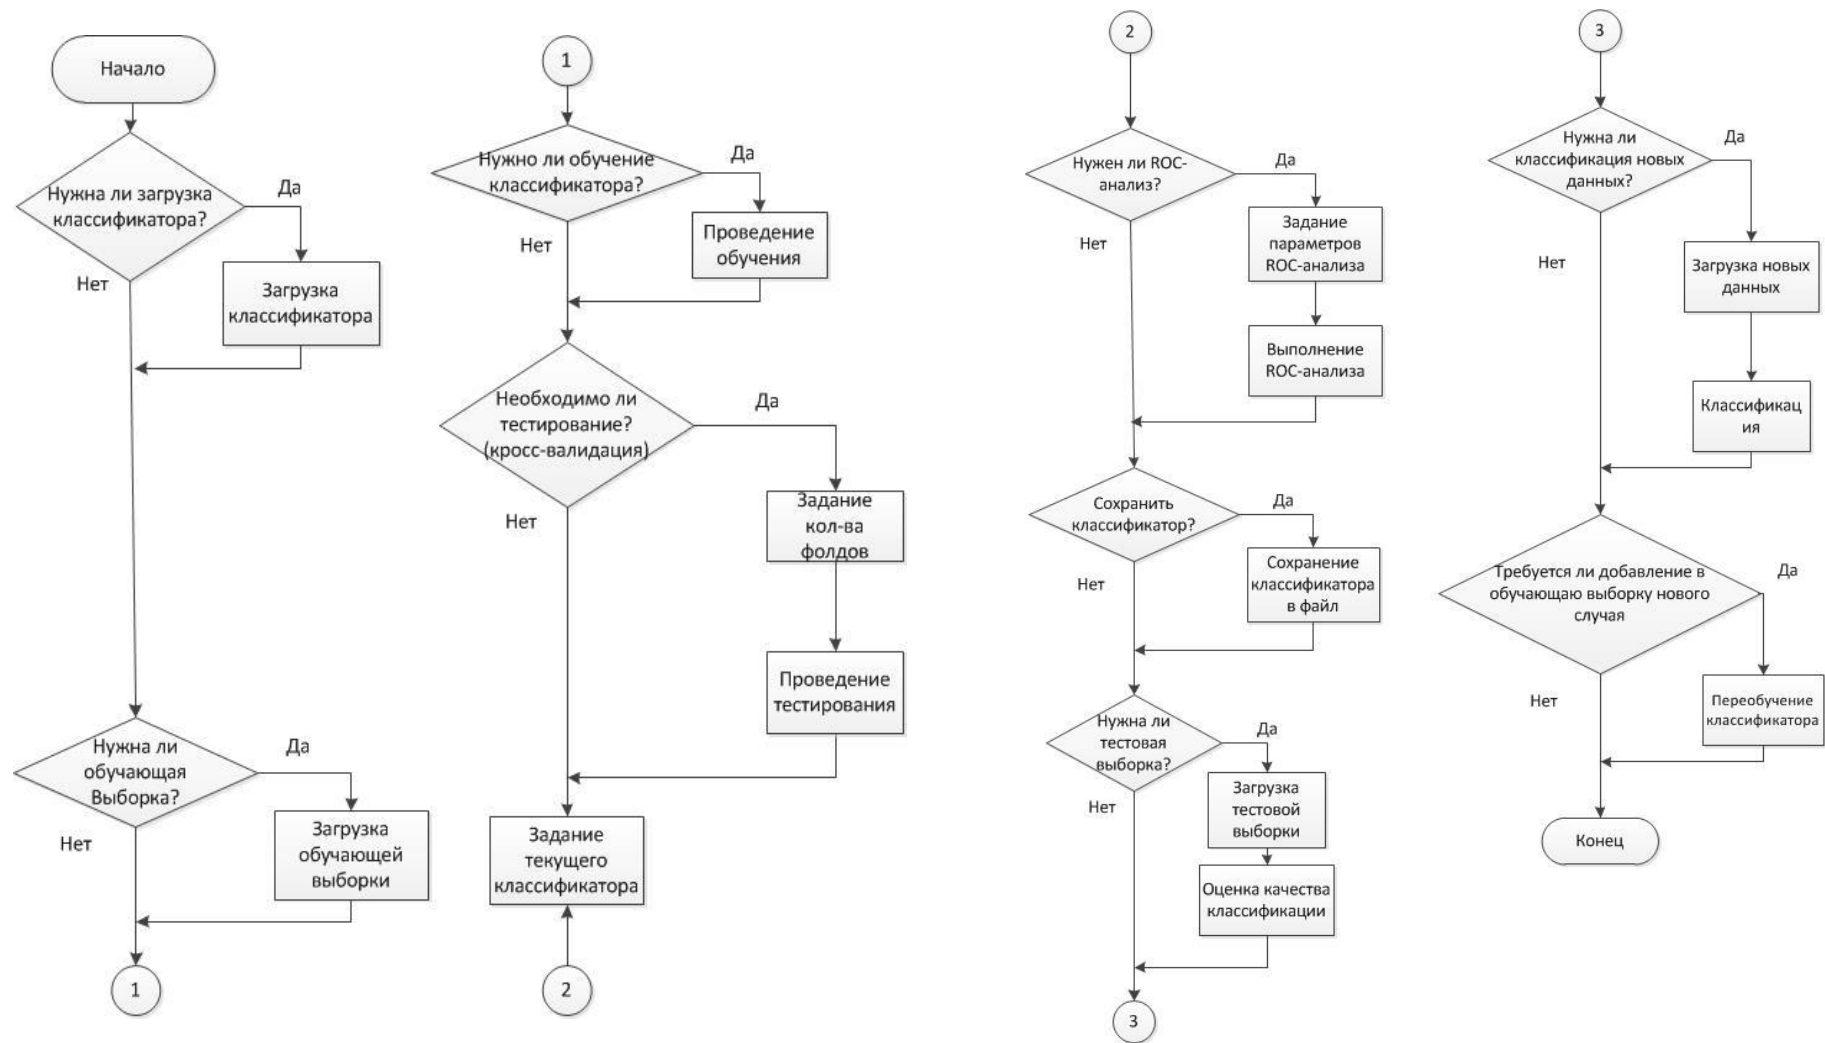 Начало
Нужна ли загрузка
классификатора?
Да
Нет
Загрузка
классификатора
Нужна ли
обучающая
Выборка?
Да
Нет
Загрузка
обучающей
выборки
1
1
Нужно ли обучение
классификатора?
Да
Нет
Проведение
обучения
Необходимо ли
тестирование?
(кросс-валидация)
Да
Нет
Задание
кол-ва
фолдов
Проведение
тестирования
Задание
текущего
классификатора
2
2
Нужен ли ROC-
анализ?
Да
Нет
Задание
параметров
ROC-анализа
Выполнение
ROC-анализа
Сохранить
классификатор?
Да
Нет
Сохранение
классификатора
в файл
Нужна ли
тестовая
выборка?
Да
Нет
Загрузка
тестовой
выборки
Оценка качества
классификации
3
3
Нужна ли
классификация новых
данных?
Да
Нет
Загрузка новых
данных
Классификац
ия
Требуется ли добавление в
обучающаю выборку нового
случая
Да
Нет
Переобучение
классификатора
Конец